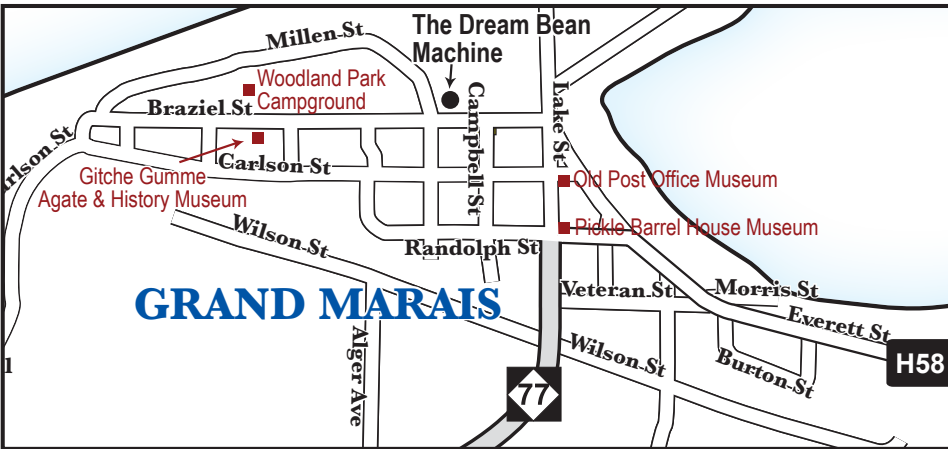 The Dream Bean
Machine
Millen St
Woodland Park
Campground
Braziel St
Campbell St
Lake St
arlson St
Carlson St
Gitche Gumme
Agate & History Museum
Old Post Office Museum
Pickle Barrel House Museum
Wilson St
Randolph St
GRAND MARAIS
Veteran St
Morris St
Everett St
Alger Ave
Wilson St
Burton St
H58
77